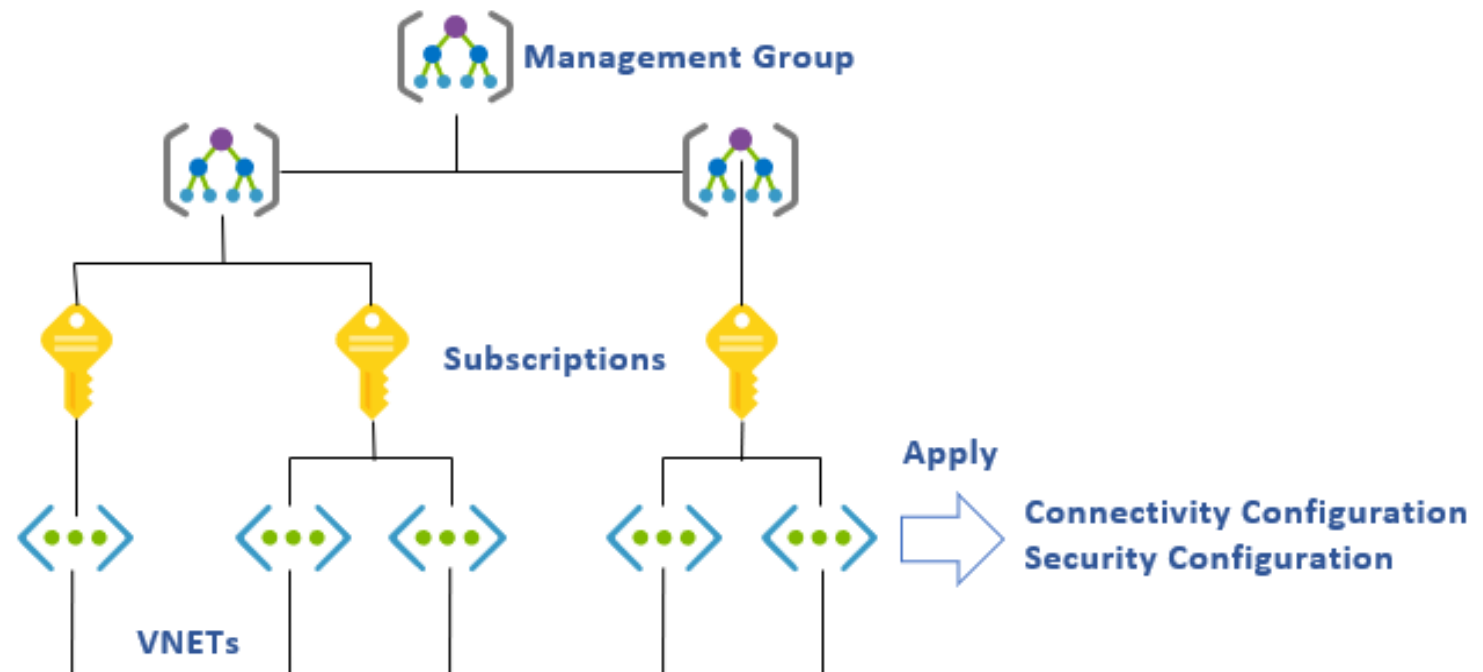 Management Group
Subscriptions
Apply
Connectivity Configuration
Security Configuration
VNETs